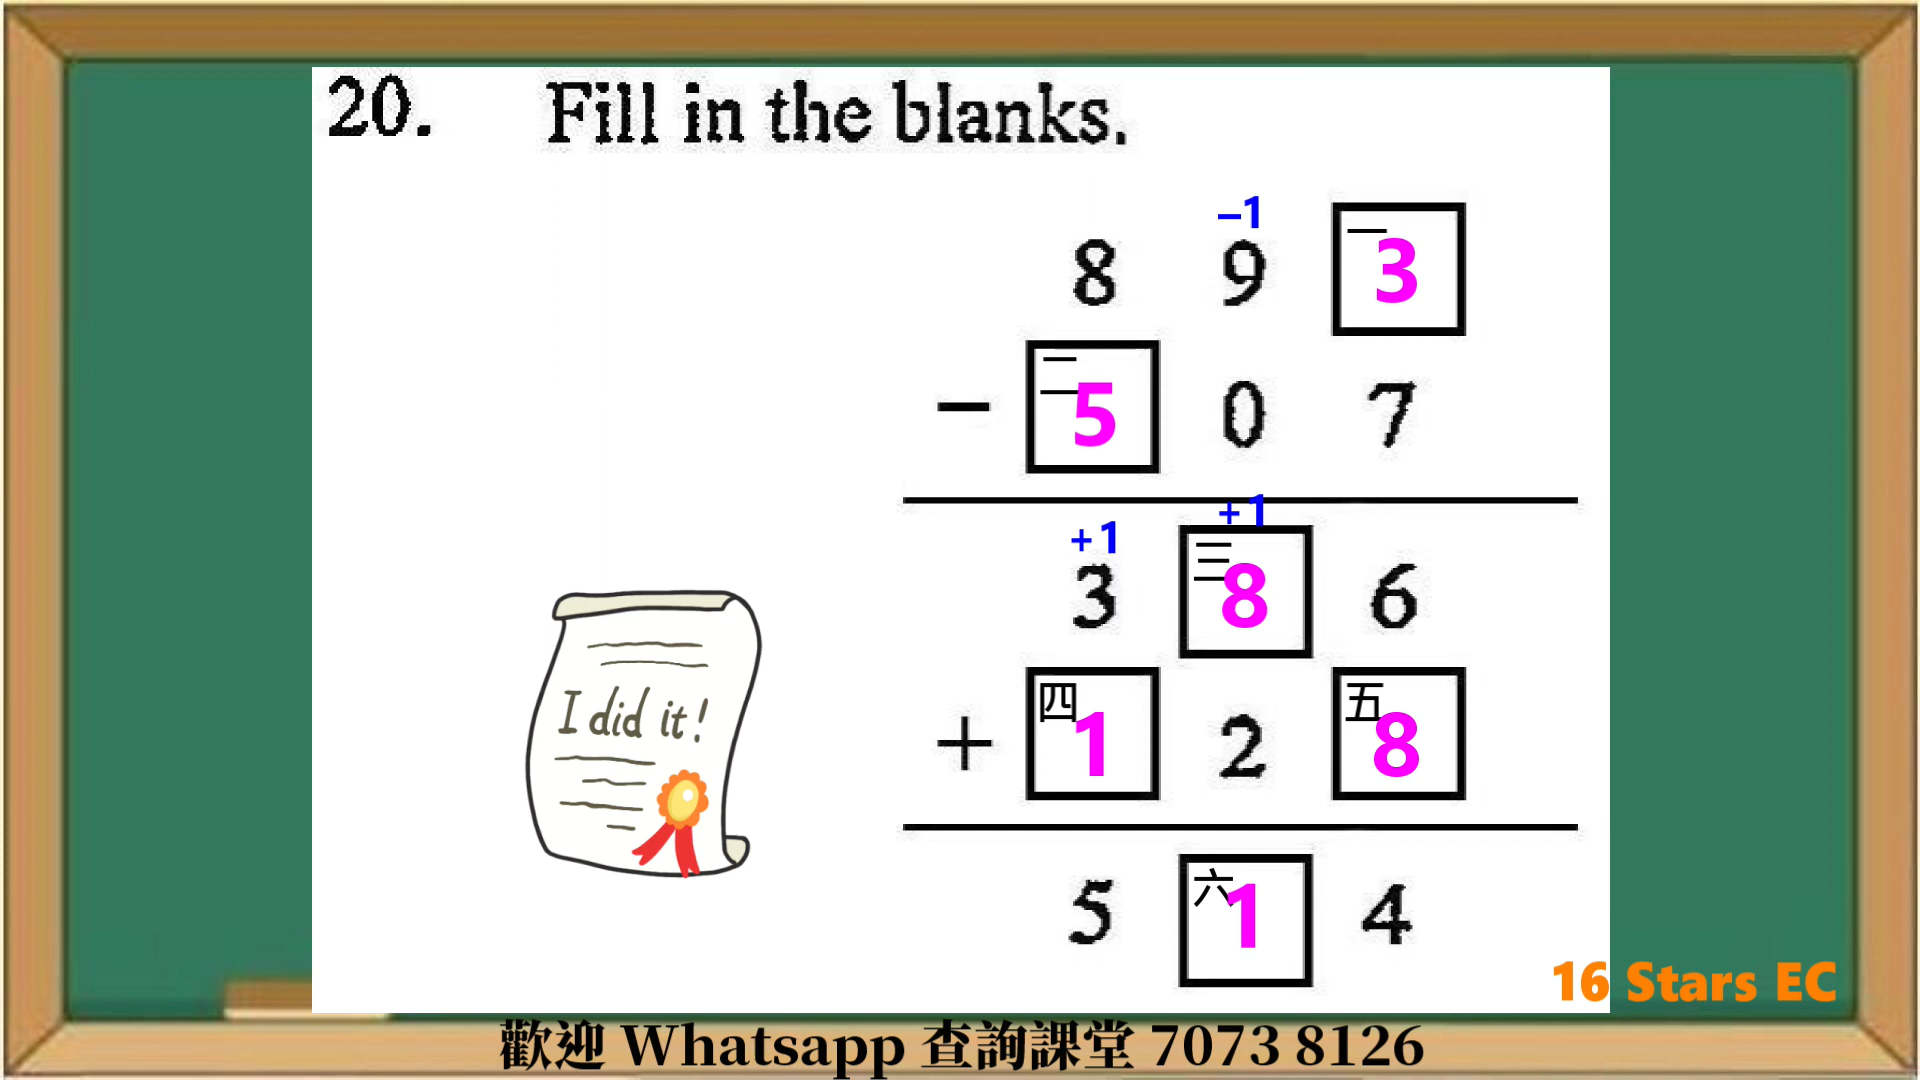 20. Fill in the blanks.
−1
8 9 一 3
− 二 5 0 7
+1 +1
3 三 8 6
+ 四 1 2 五 8
5 六 1 4
I did it!
16 Stars EC
歡迎 Whatsapp 查詢課堂 7073 8126